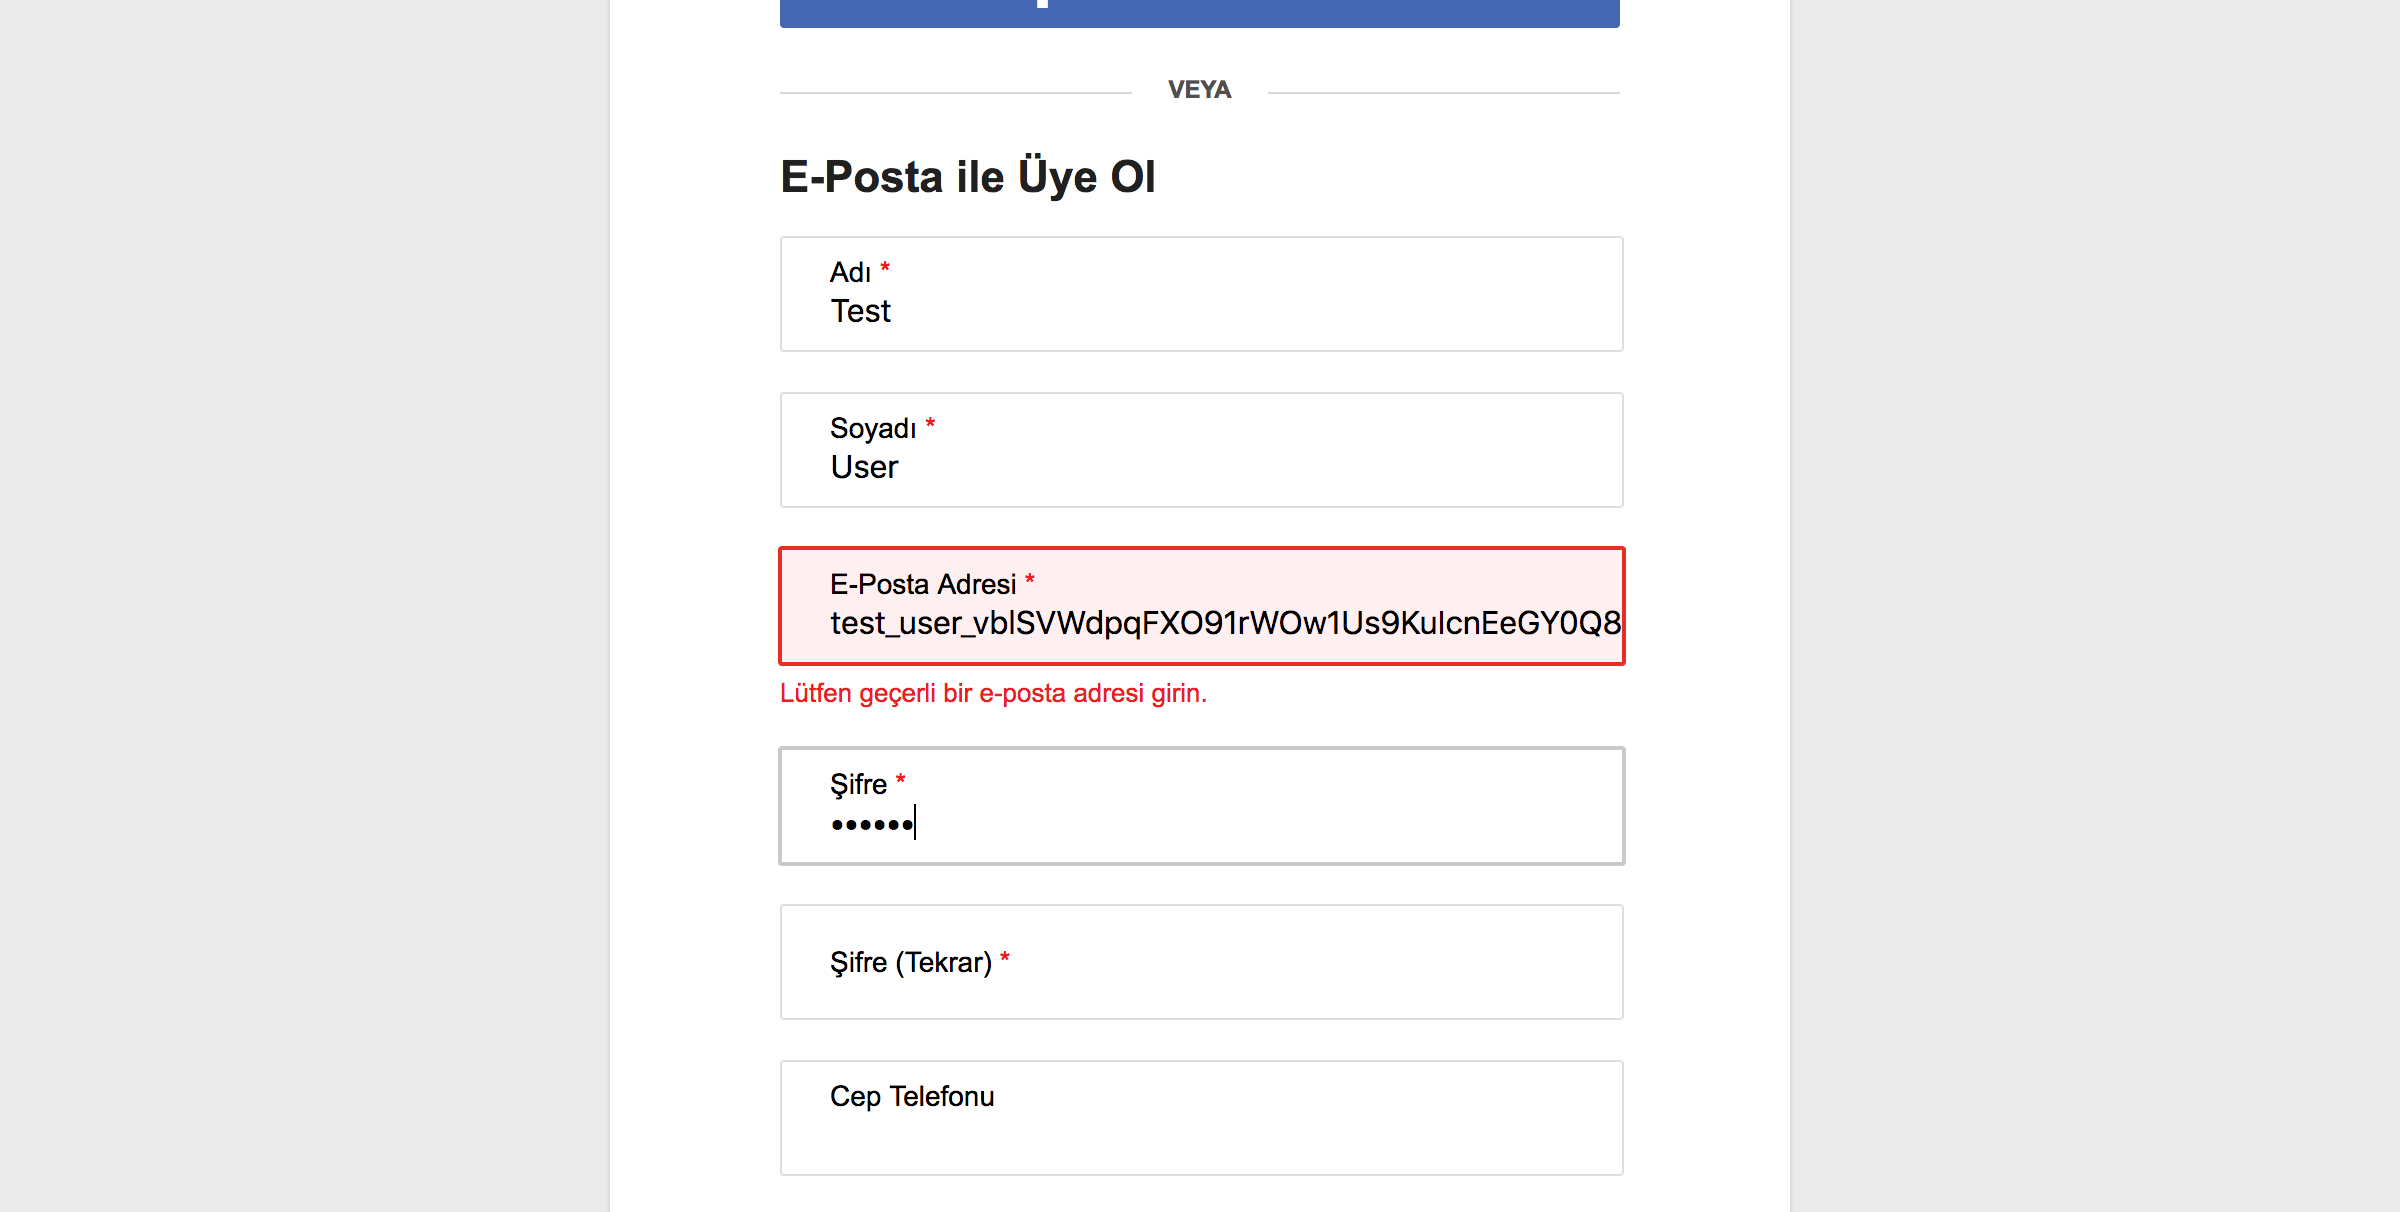 VEYA
E-Posta ile Üye Ol
Adı *
Test
Soyadı *
User
E-Posta Adresi *
test_user_vblSVWdpqFXO91rWOw1Us9KuIcnEeGY0Q8
Lütfen geçerli bir e-posta adresi girin.
Şifre *
••••••
Şifre (Tekrar) *
Cep Telefonu